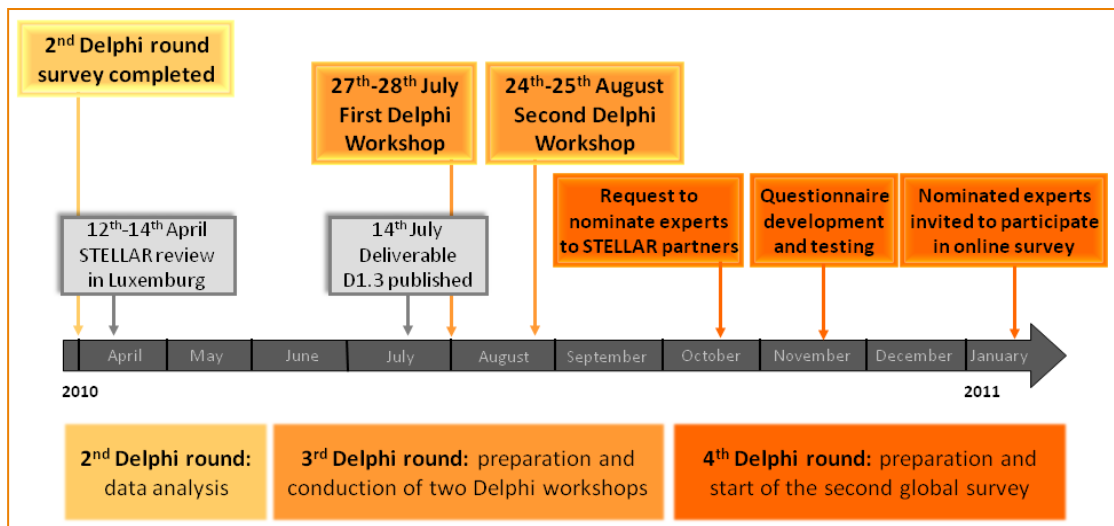 2nd Delphi round
survey completed
27th-28th July
First Delphi
Workshop
24th-25th August
Second Delphi
Workshop
12th-14th April
STELLAR review
in Luxemburg
14th July
Deliverable
D1.3 published
Request to
nominate experts
to STELLAR partners
Questionnaire
development
and testing
Nominated experts
invited to participate
in online survey
April May June July August September October November December January
2010 2011
2nd Delphi round:
data analysis
3rd Delphi round: preparation and
conduction of two Delphi workshops
4th Delphi round: preparation and
start of the second global survey